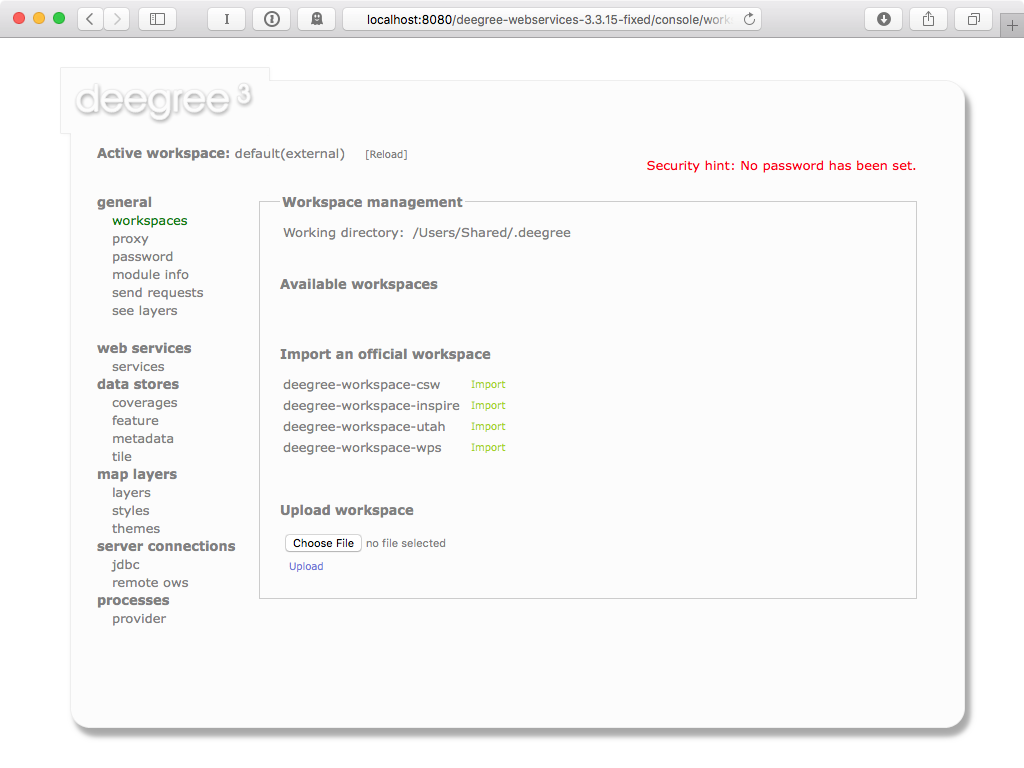 localhost:8080/deegree-webservices-3.3.15-fixed/console/work
deegree 3
Active workspace: default(external) [Reload]
Security hint: No password has been set.
general
workspaces
proxy
password
module info
send requests
see layers
web services
services
data stores
coverages
feature
metadata
tile
map layers
layers
styles
themes
server connections
jdbc
remote ows
processes
provider
Workspace management
Working directory: /Users/Shared/.deegree
Available workspaces
Import an official workspace
deegree-workspace-csw Import
deegree-workspace-inspire Import
deegree-workspace-utah Import
deegree-workspace-wps Import
Upload workspace
Choose File no file selected
Upload